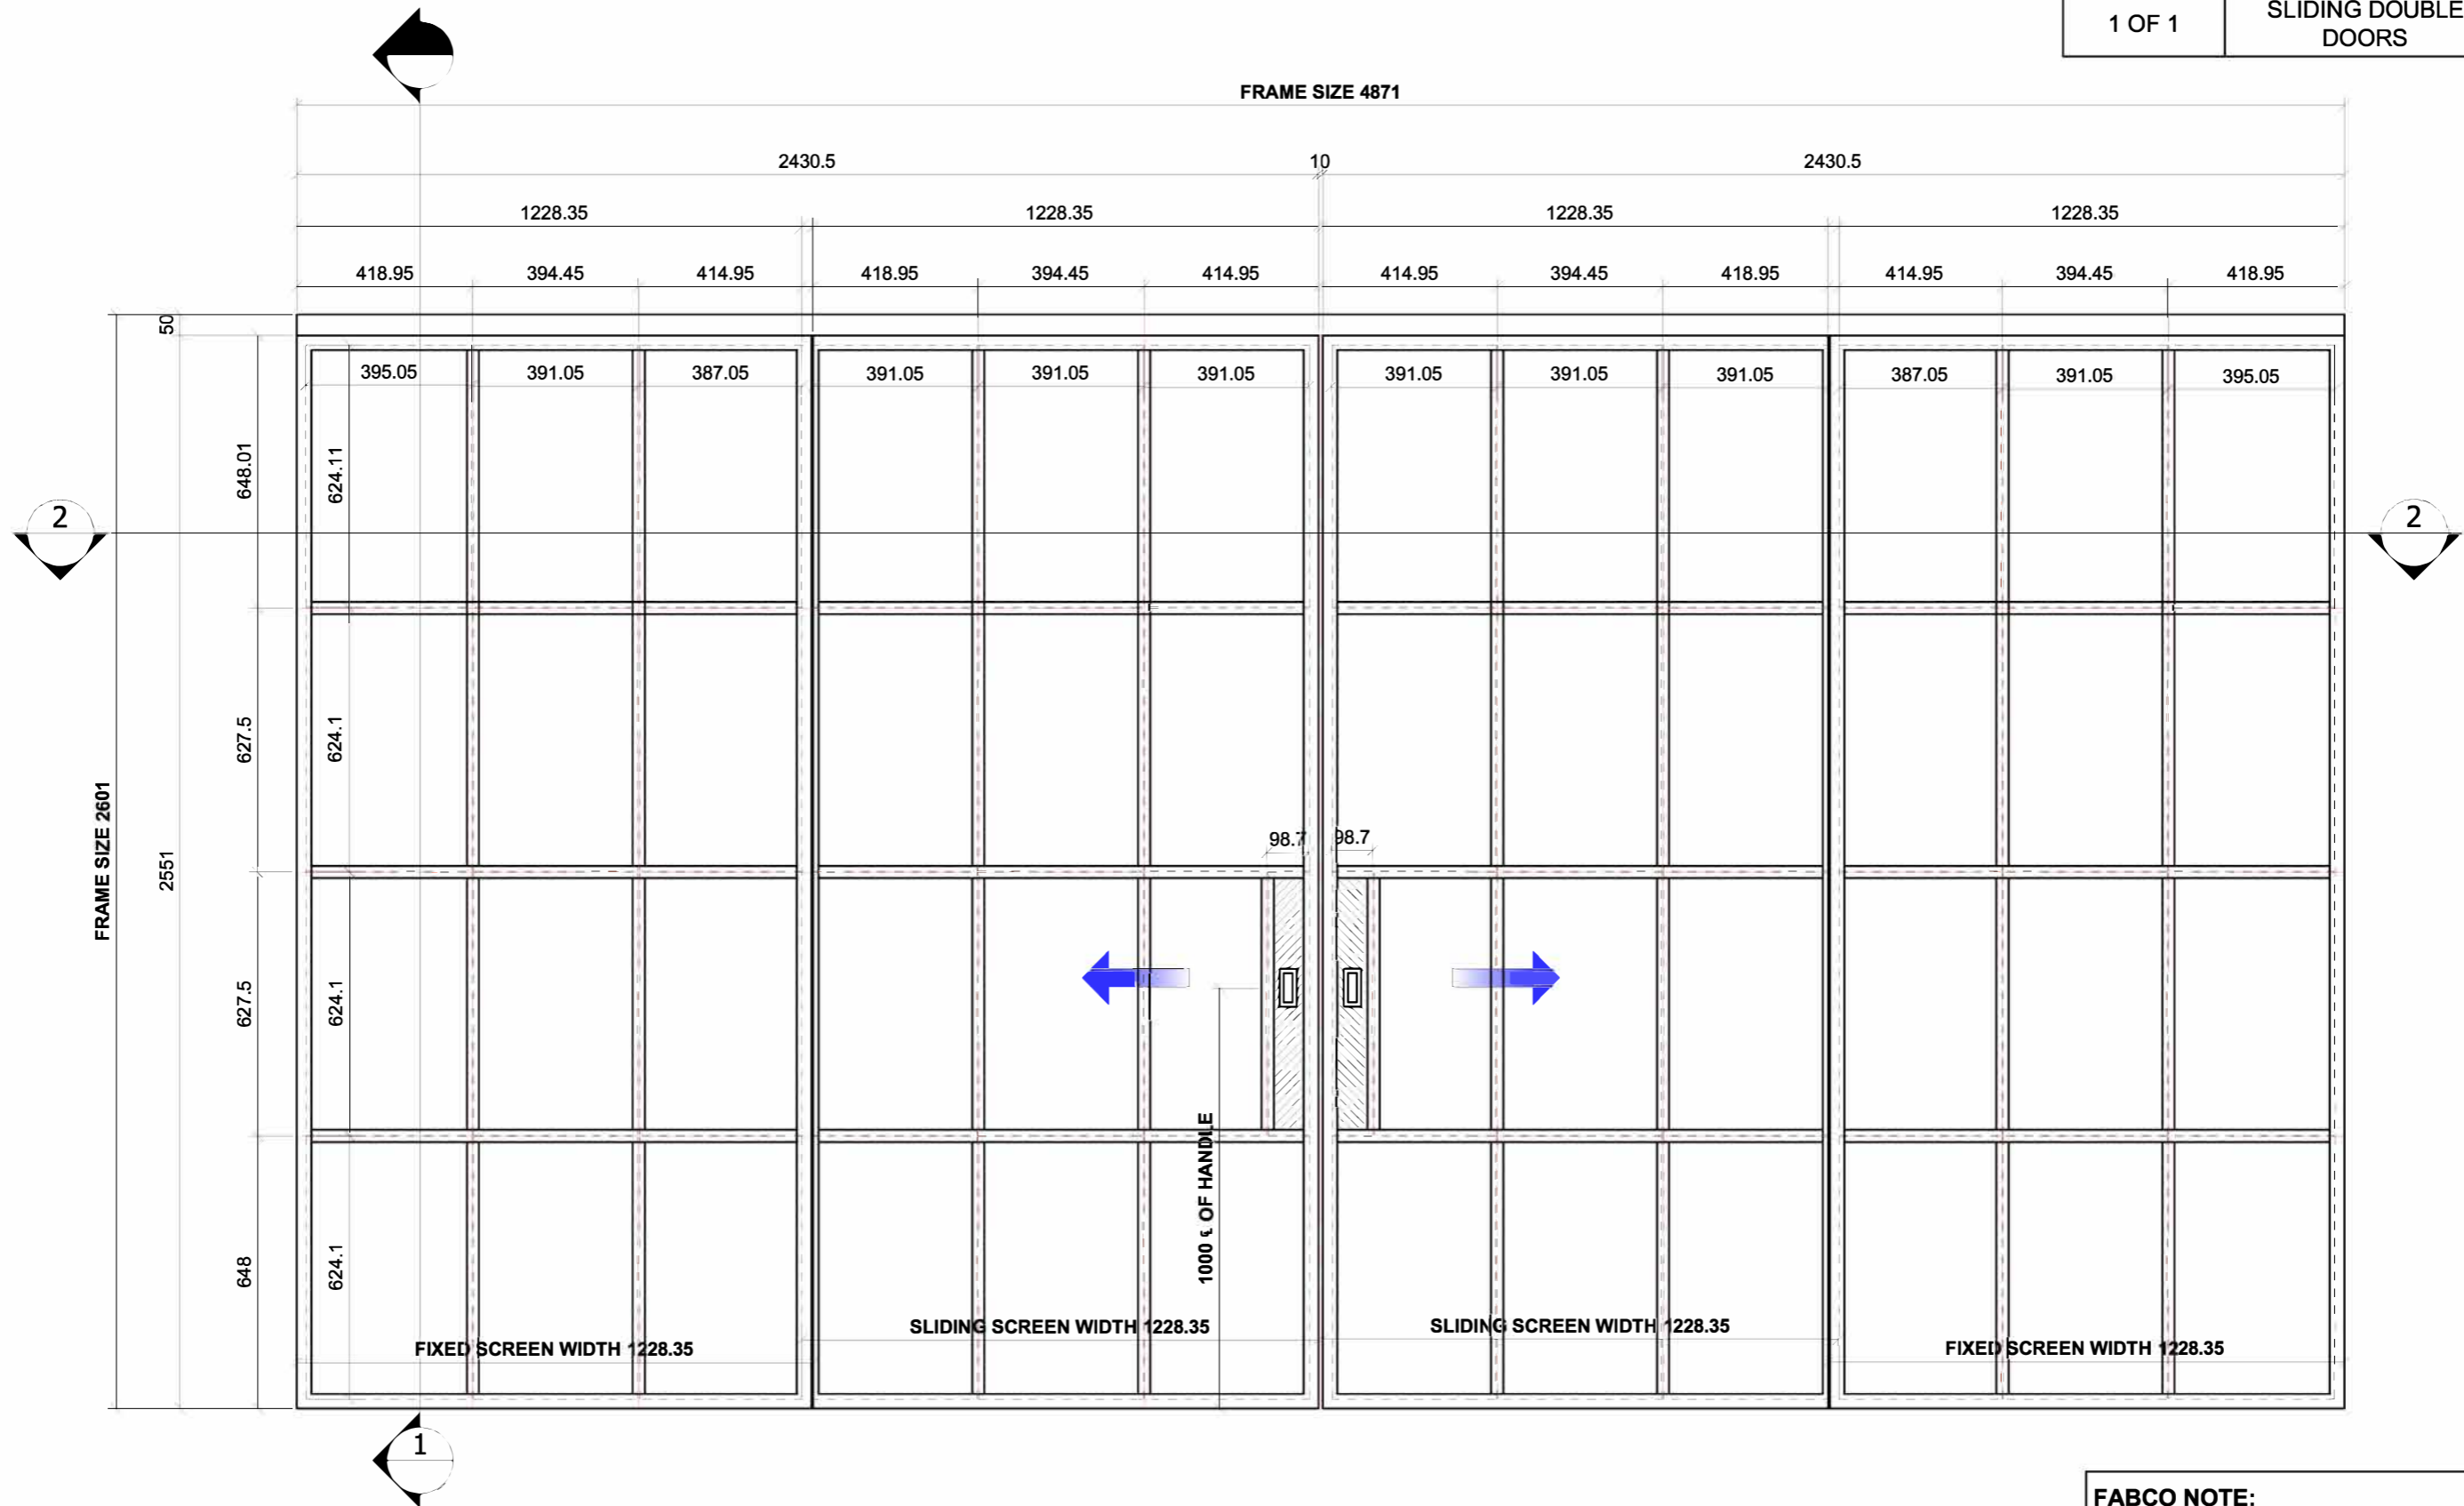 1 OF 1
SLIDING DOUBLE
DOORS
FRAME SIZE 4871
2430.5 10 2430.5
1228.35 1228.35 1228.35 1228.35
418.95 394.45 414.95 418.95 394.45 414.95 414.95 394.45 418.95 414.95 394.45 418.95
50
395.05 391.05 387.05 391.05 391.05 391.05 391.05 391.05 391.05 387.05 391.05 395.05
648.01
624.11
2
2
627.5
624.1
FRAME SIZE 2601
2551
98.7 98.7
627.5
624.1
1000 ℄ OF HANDLE
648
624.1
SLIDING SCREEN WIDTH 1228.35
SLIDING SCREEN WIDTH 1228.35
FIXED SCREEN WIDTH 1228.35
FIXED SCREEN WIDTH 1228.35
1
FABCO NOTE: